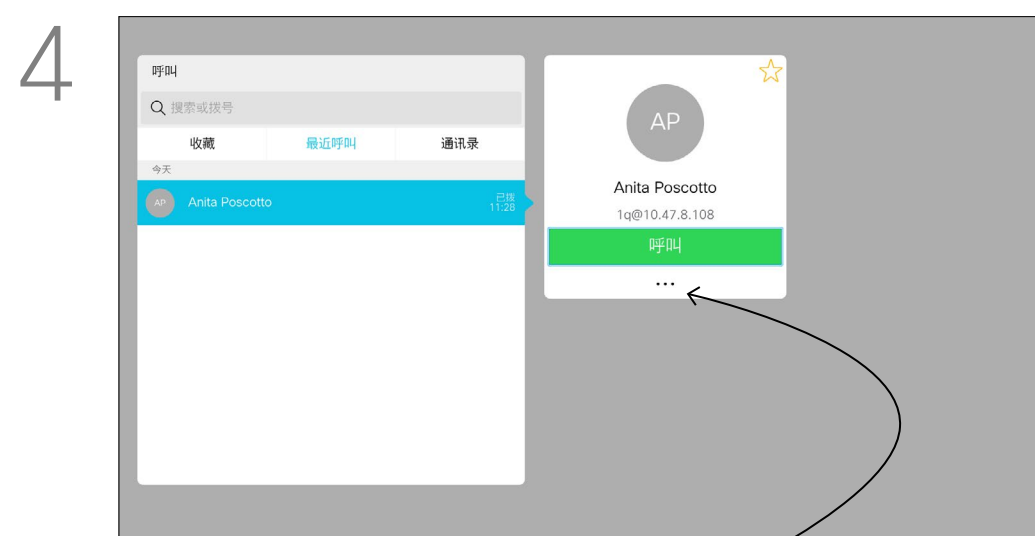 4
呼叫
搜索或拨号
收藏 最近呼叫 通讯录
今天
AP Anita Poscotto 已拨 11:28
AP
Anita Poscotto
1q@10.47.8.108
呼叫
...